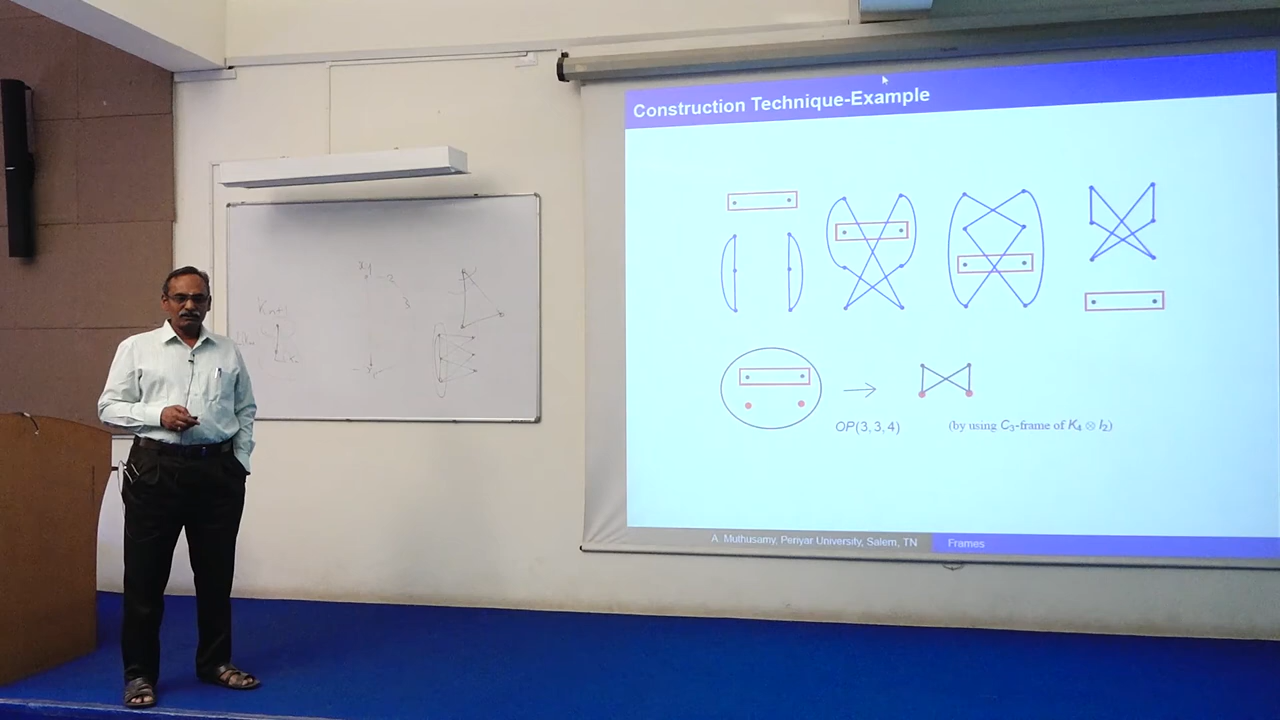 Construction Technique-Example
OP(3, 3, 4)
(by using C₃-frame of K₄ ⊗ I₂)
A. Muthusamy, Periyar University, Salem, TN
Frames
3